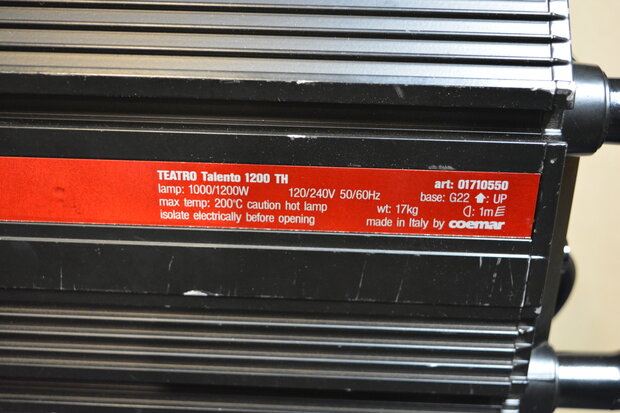 TEATRO Talento 1200 TH art: 01710550
lamp: 1000/1200W 120/240V 50/60Hz base: G22 : UP
max temp: 200°C caution hot lamp wt: 17kg : 1m
isolate electrically before opening made in Italy by coemar